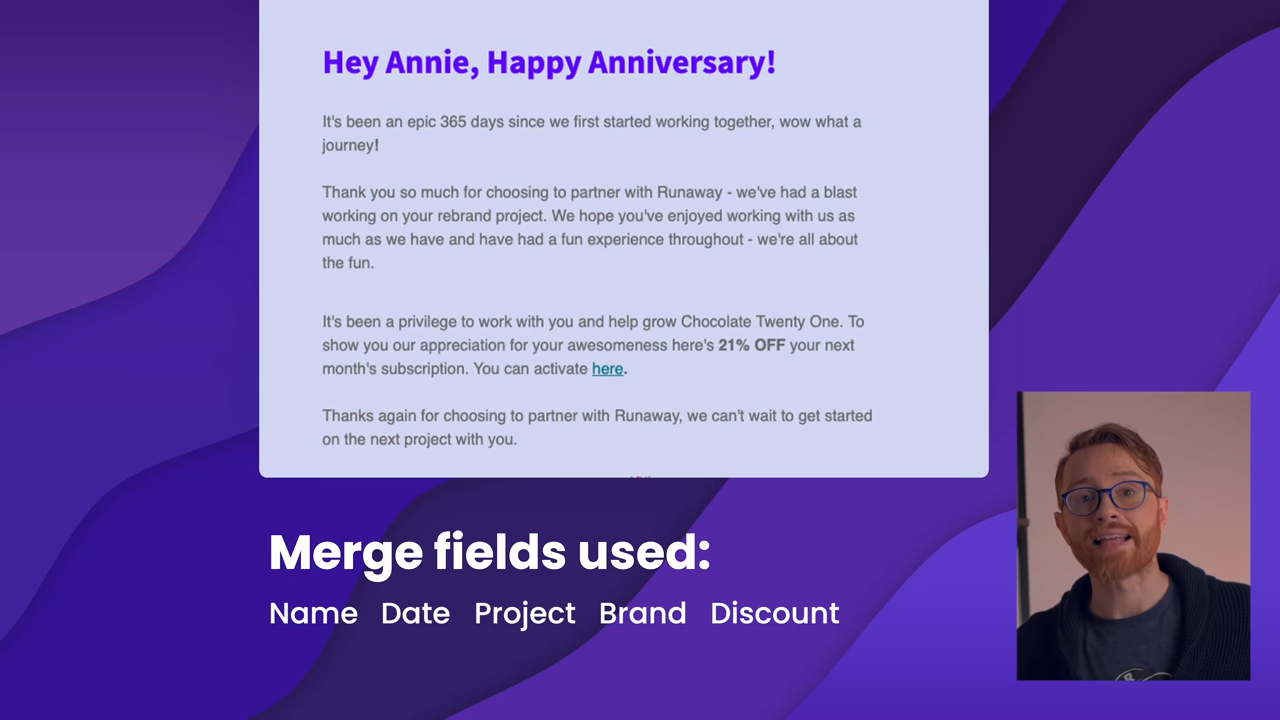 Hey Annie, Happy Anniversary!
It's been an epic 365 days since we first started working together, wow what a
journey!
Thank you so much for choosing to partner with Runaway - we've had a blast
working on your rebrand project. We hope you've enjoyed working with us as
much as we have and have had a fun experience throughout - we're all about
the fun.
It's been a privilege to work with you and help grow Chocolate Twenty One. To
show you our appreciation for your awesomeness here's 21% OFF your next
month's subscription. You can activate here.
Thanks again for choosing to partner with Runaway, we can't wait to get started
on the next project with you.
Merge fields used:
Name Date Project Brand Discount